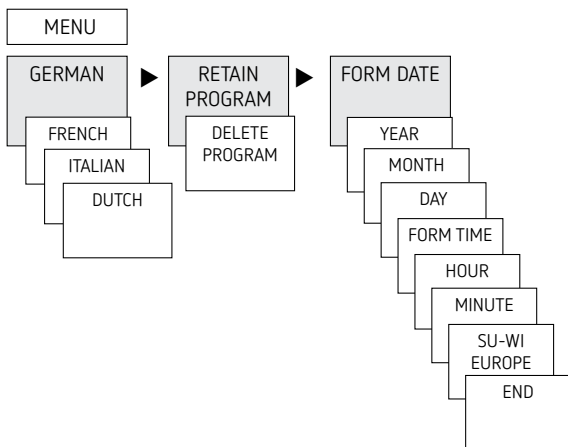 MENU
GERMAN
FRENCH
ITALIAN
DUTCH
RETAIN
PROGRAM
DELETE
PROGRAM
FORM DATE
YEAR
MONTH
DAY
FORM TIME
HOUR
MINUTE
SU-WI
EUROPE
END